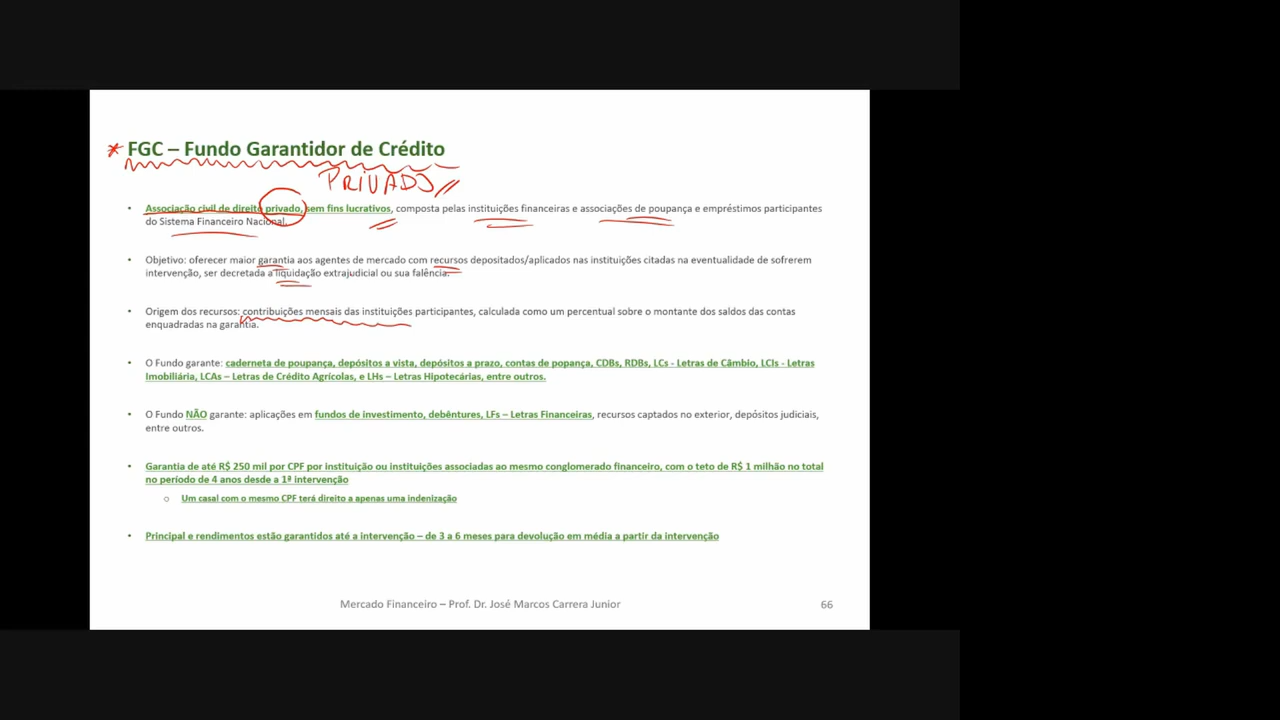 * FGC – Fundo Garantidor de Crédito
PRIVADO
• Associação civil de direito privado, sem fins lucrativos, composta pelas instituições financeiras e associações de poupança e empréstimos participantes
do Sistema Financeiro Nacional.
• Objetivo: oferecer maior garantia aos agentes de mercado com recursos depositados/aplicados nas instituições citadas na eventualidade de sofrerem
intervenção, ser decretada a liquidação extrajudicial ou sua falência.
• Origem dos recursos: contribuições mensais das instituições participantes, calculada como um percentual sobre o montante dos saldos das contas
enquadradas na garantia.
• O Fundo garante: caderneta de poupança, depósitos a vista, depósitos a prazo, contas de popança, CDBs, RDBs, LCs - Letras de Câmbio, LCIs - Letras
Imobiliária, LCAs – Letras de Crédito Agrícolas, e LHs – Letras Hipotecárias, entre outros.
• O Fundo NÃO garante: aplicações em fundos de investimento, debêntures, LFs – Letras Financeiras, recursos captados no exterior, depósitos judiciais,
entre outros.
• Garantia de até R$ 250 mil por CPF por instituição ou instituições associadas ao mesmo conglomerado financeiro, com o teto de R$ 1 milhão no total
no período de 4 anos desde a 1ª intervenção
o Um casal com o mesmo CPF terá direito a apenas uma indenização
• Principal e rendimentos estão garantidos até a intervenção – de 3 a 6 meses para devolução em média a partir da intervenção
Mercado Financeiro – Prof. Dr. José Marcos Carrera Junior
66